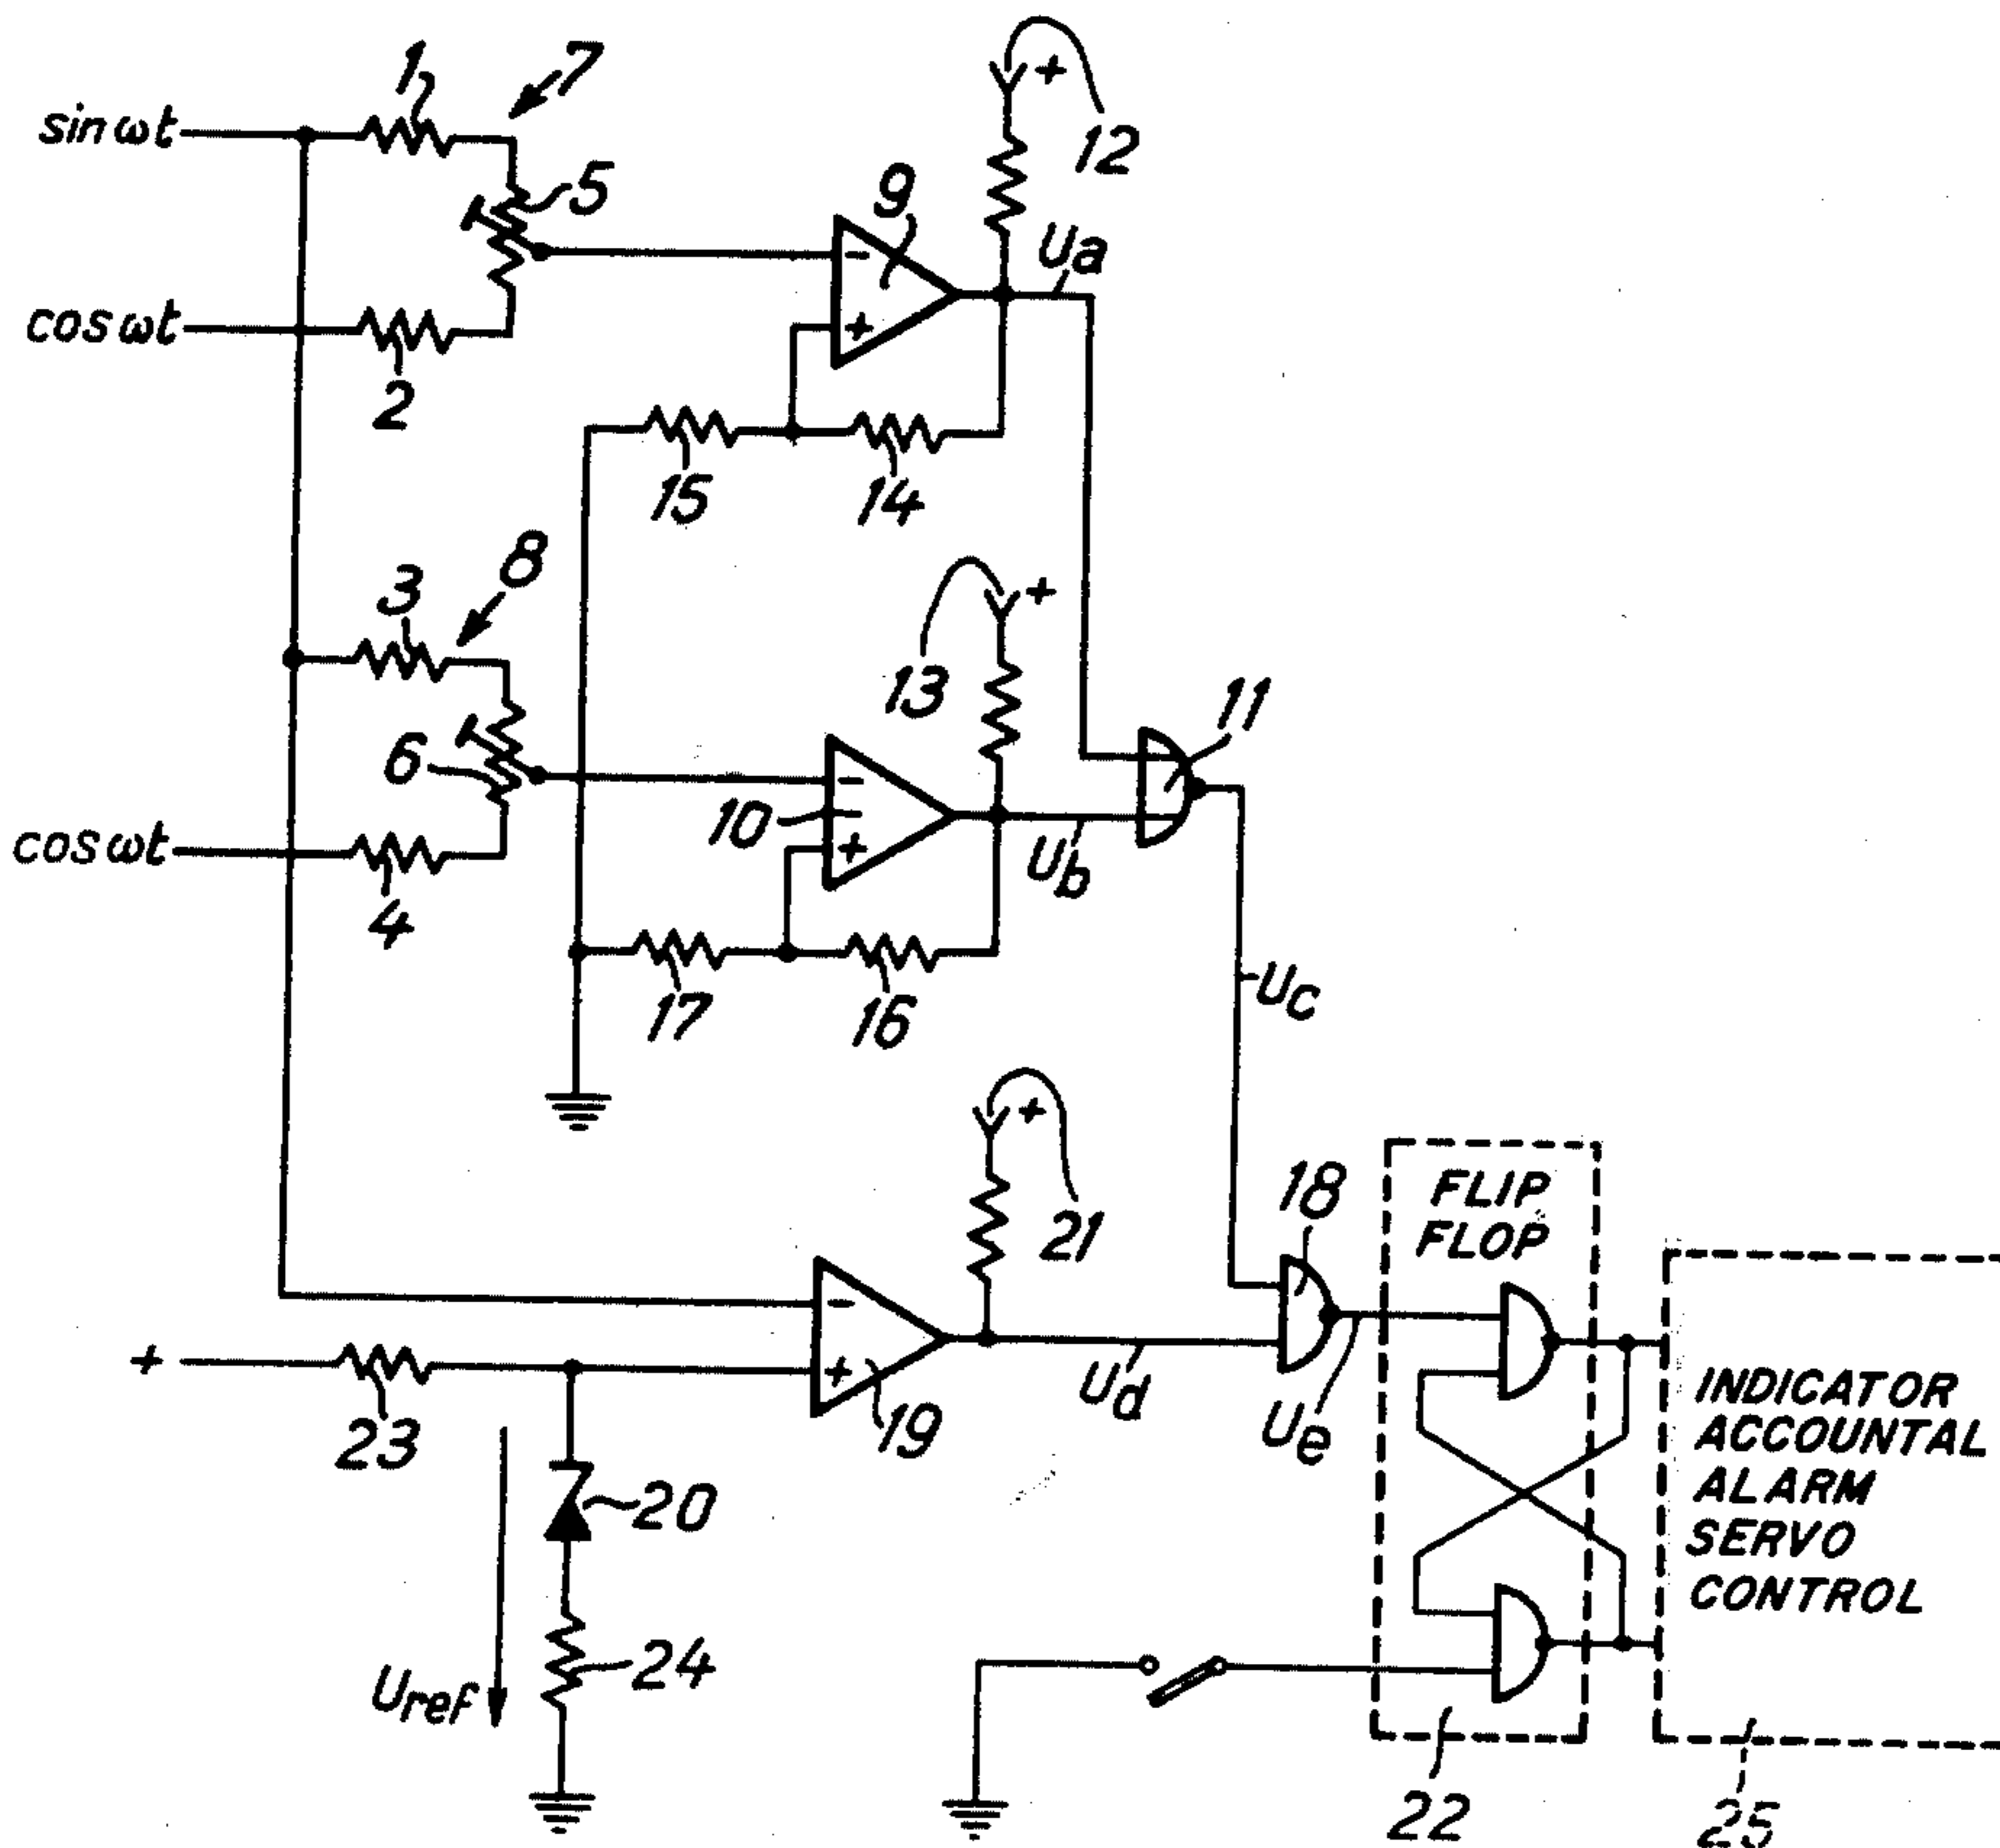 1 7
sin ωt
5
+
12
9
-
Ua
cos ωt
+
2
15 14
8
3
13
+
11
6
-
10
+
Ub
cos ωt
4
17 16
Uc
+
21
18
FLIP
FLOP
-
+
+
19
Ud
23
Ue
20
INDICATOR
ACCOUNTAL
ALARM
SERVO
CONTROL
24
Uref
22
25